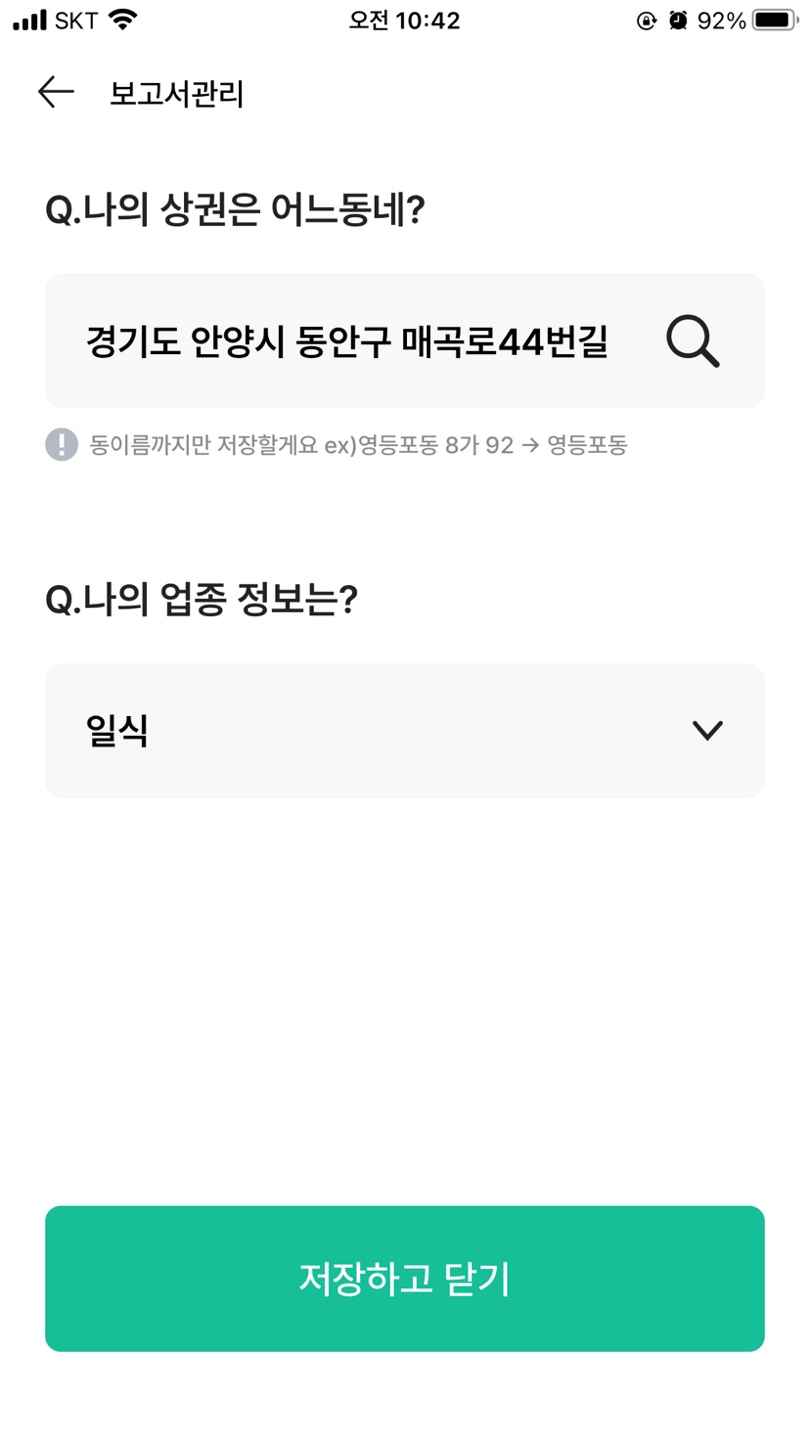 SKT 오전 10:42 92%
보고서관리
Q.나의 상권은 어느동네?
경기도 안양시 동안구 매곡로44번길
동이름까지만 저장할게요 ex)영등포동 8가 92 → 영등포동
Q.나의 업종 정보는?
일식
저장하고 닫기